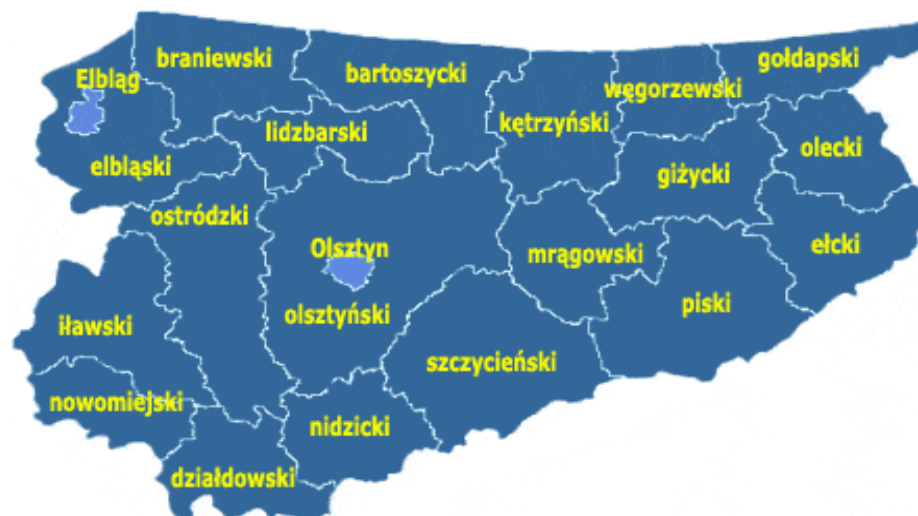 gołdapski
braniewski
bartoszycki
Elbląg
węgorzewski
kętrzyński
lidzbarski
olecki
elbląski
giżycki
ostródzki
Olsztyn
mrągowski
ełcki
piski
olsztyński
iławski
szczycieński
nowomiejski
nidzicki
działdowski